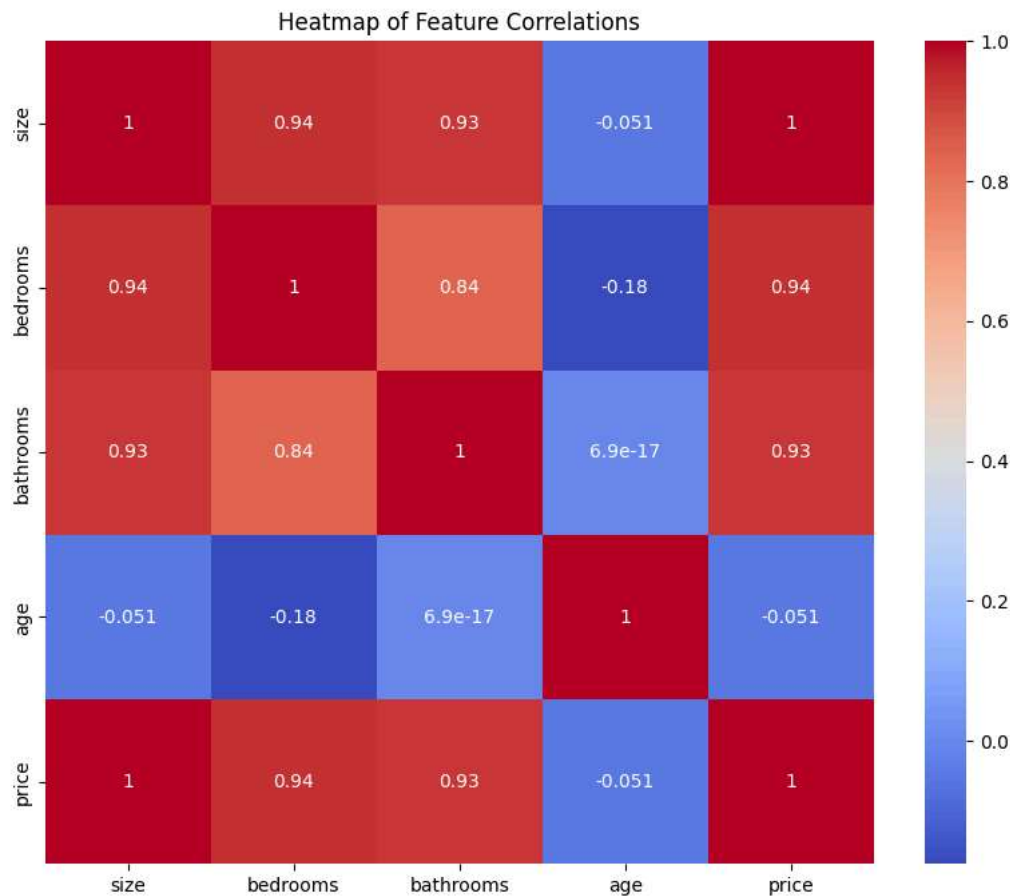 Heatmap of Feature Correlations
size 1 0.94 0.93 -0.051 1
bedrooms 0.94 1 0.84 -0.18 0.94
bathrooms 0.93 0.84 1 6.9e-17 0.93
age -0.051 -0.18 6.9e-17 1 -0.051
price 1 0.94 0.93 -0.051 1
size bedrooms bathrooms age price
1.0
0.8
0.6
0.4
0.2
0.0